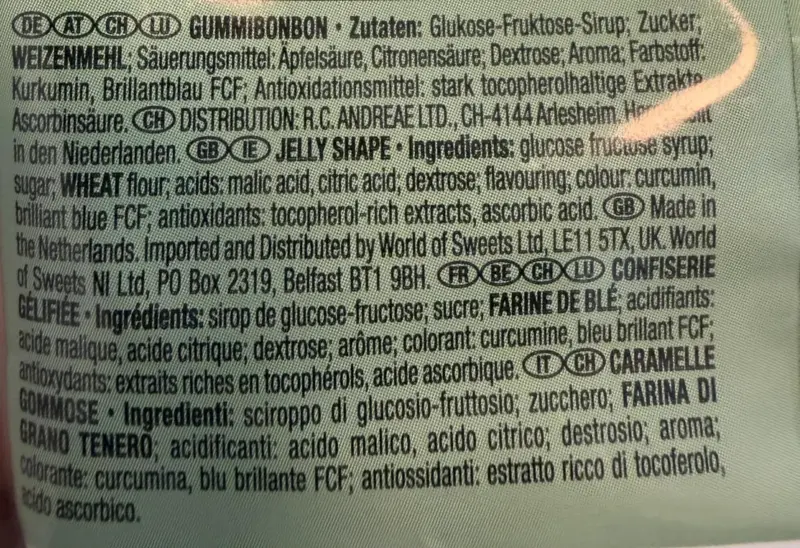 DE AT CH LU GUMMIBONBON • Zutaten: Glukose-Fruktose-Sirup; Zucker;
WEIZENMEHL; Säuerungsmittel: Äpfelsäure, Citronensäure; Dextrose; Aroma; Farbstoff:
Kurkumin, Brillantblau FCF; Antioxidationsmittel: stark tocopherolhaltige Extrakte,
Ascorbinsäure. CH DISTRIBUTION: R.C. ANDREAE LTD., CH-4144 Arlesheim.
in den Niederlanden. GB IE JELLY SHAPE • Ingredients: glucose fructose syrup;
sugar; WHEAT flour; acids: malic acid, citric acid; dextrose; flavouring; colour: curcumin,
brilliant blue FCF; antioxidants: tocopherol-rich extracts, ascorbic acid. GB Made in
the Netherlands. Imported and Distributed by World of Sweets Ltd, LE11 5TX, UK. World
of Sweets NI Ltd, PO Box 2319, Belfast BT1 9BH. FR BE CH LU CONFISERIE
GÉLIFIÉE • Ingrédients: sirop de glucose-fructose; sucre; FARINE DE BLÉ; acidifiants:
acide malique, acide citrique; dextrose; arôme; colorant: curcumine, bleu brillant FCF;
antioxydants: extraits riches en tocophérols, acide ascorbique. IT CH CARAMELLE
GOMMOSE • Ingredienti: sciroppo di glucosio-fruttosio; zucchero; FARINA DI
GRANO TENERO; acidificanti: acido malico, acido citrico; destrosio; aroma;
colorante: curcumina, blu brillante FCF; antiossidanti: estratto ricco di tocoferolo,
acido ascorbico.